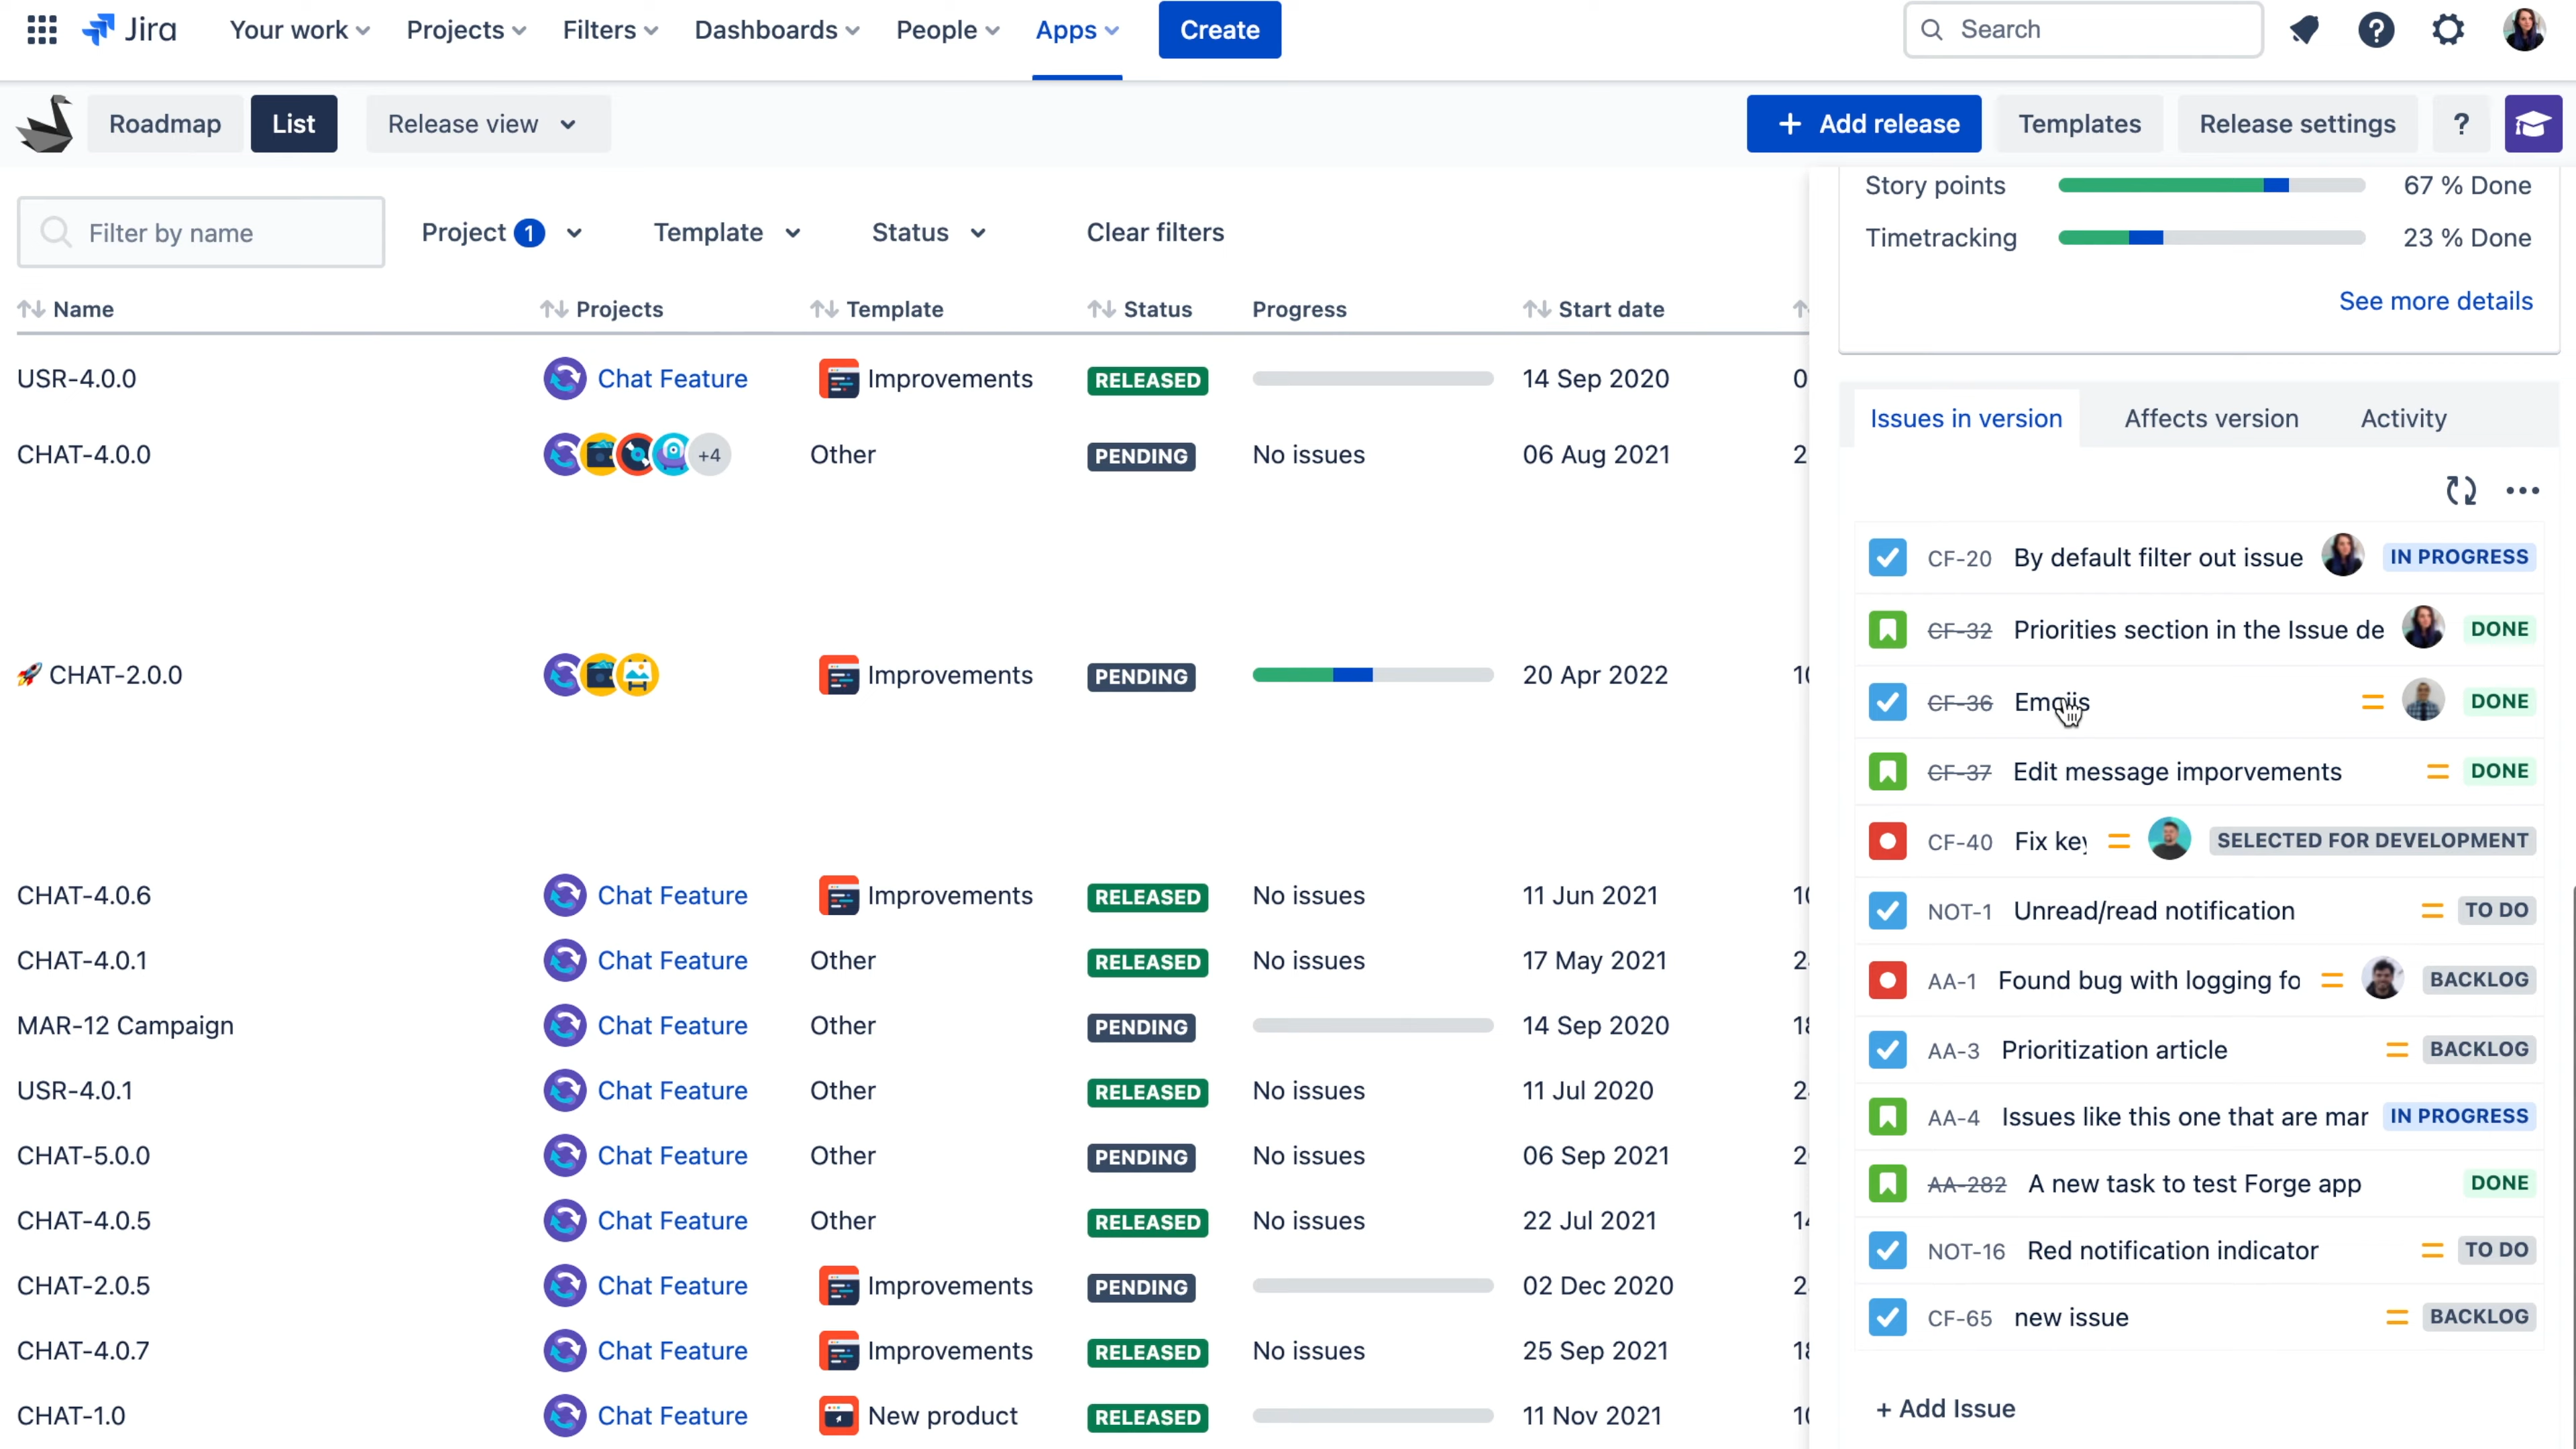 Jira Your work Projects Filters Dashboards People Apps Create Search
Roadmap List Release view + Add release Templates Release settings ?
Filter by name Project 1 Template Status Clear filters
Name Projects Template Status Progress Start date
USR-4.0.0 Chat Feature Improvements RELEASED 14 Sep 2020 0
CHAT-4.0.0 +4 Other PENDING No issues 06 Aug 2021 2
🚀 CHAT-2.0.0 Improvements PENDING 20 Apr 2022 10
CHAT-4.0.6 Chat Feature Improvements RELEASED No issues 11 Jun 2021 10
CHAT-4.0.1 Chat Feature Other RELEASED No issues 17 May 2021 2
MAR-12 Campaign Chat Feature Other PENDING 14 Sep 2020 18
USR-4.0.1 Chat Feature Other RELEASED No issues 11 Jul 2020 2
CHAT-5.0.0 Chat Feature Other PENDING No issues 06 Sep 2021 2
CHAT-4.0.5 Chat Feature Other RELEASED No issues 22 Jul 2021 14
CHAT-2.0.5 Chat Feature Improvements PENDING 02 Dec 2020 2
CHAT-4.0.7 Chat Feature Improvements RELEASED No issues 25 Sep 2021 18
CHAT-1.0 Chat Feature New product RELEASED 11 Nov 2021 10
Story points 67 % Done
Timetracking 23 % Done
See more details
Issues in version Affects version Activity
CF-20 By default filter out issue IN PROGRESS
CF-32 Priorities section in the Issue de DONE
CF-36 Emojis DONE
CF-37 Edit message imporvements DONE
CF-40 Fix key SELECTED FOR DEVELOPMENT
NOT-1 Unread/read notification TO DO
AA-1 Found bug with logging fo BACKLOG
AA-3 Prioritization article BACKLOG
AA-4 Issues like this one that are mar IN PROGRESS
AA-282 A new task to test Forge app DONE
NOT-16 Red notification indicator TO DO
CF-65 new issue BACKLOG
+ Add Issue